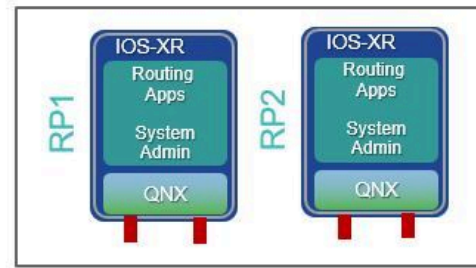 RP1
IOS-XR
Routing
Apps
System
Admin
QNX
RP2
IOS-XR
Routing
Apps
System
Admin
QNX